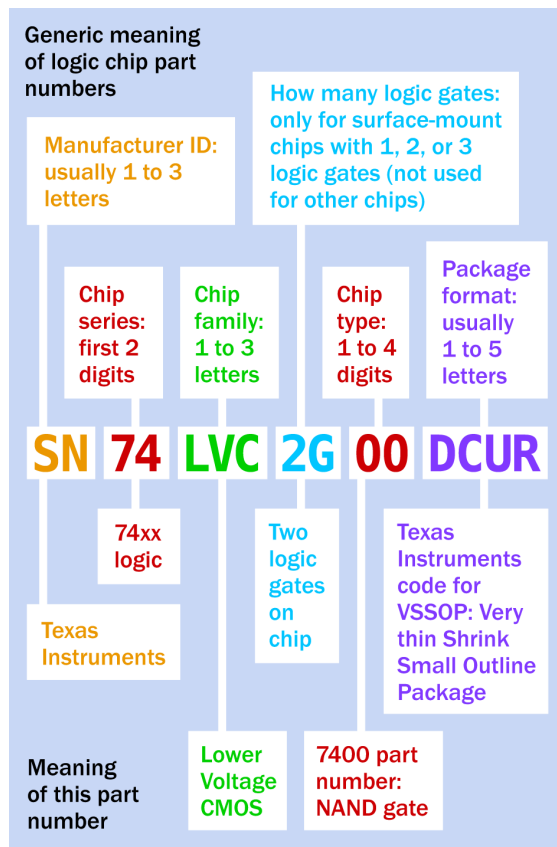 Generic meaning
of logic chip part
numbers
How many logic gates:
only for surface-mount
chips with 1, 2, or 3
logic gates (not used
for other chips)
Manufacturer ID:
usually 1 to 3
letters
Chip
series:
first 2
digits
Chip
family:
1 to 3
letters
Chip
type:
1 to 4
digits
Package
format:
usually
1 to 5
letters
SN 74 LVC 2G 00 DCUR
74xx
logic
Two
logic
gates
on
chip
Texas
Instruments
code for
VSSOP: Very
thin Shrink
Small Outline
Package
Texas
Instruments
Lower
Voltage
CMOS
7400 part
number:
NAND gate
Meaning
of this part
number